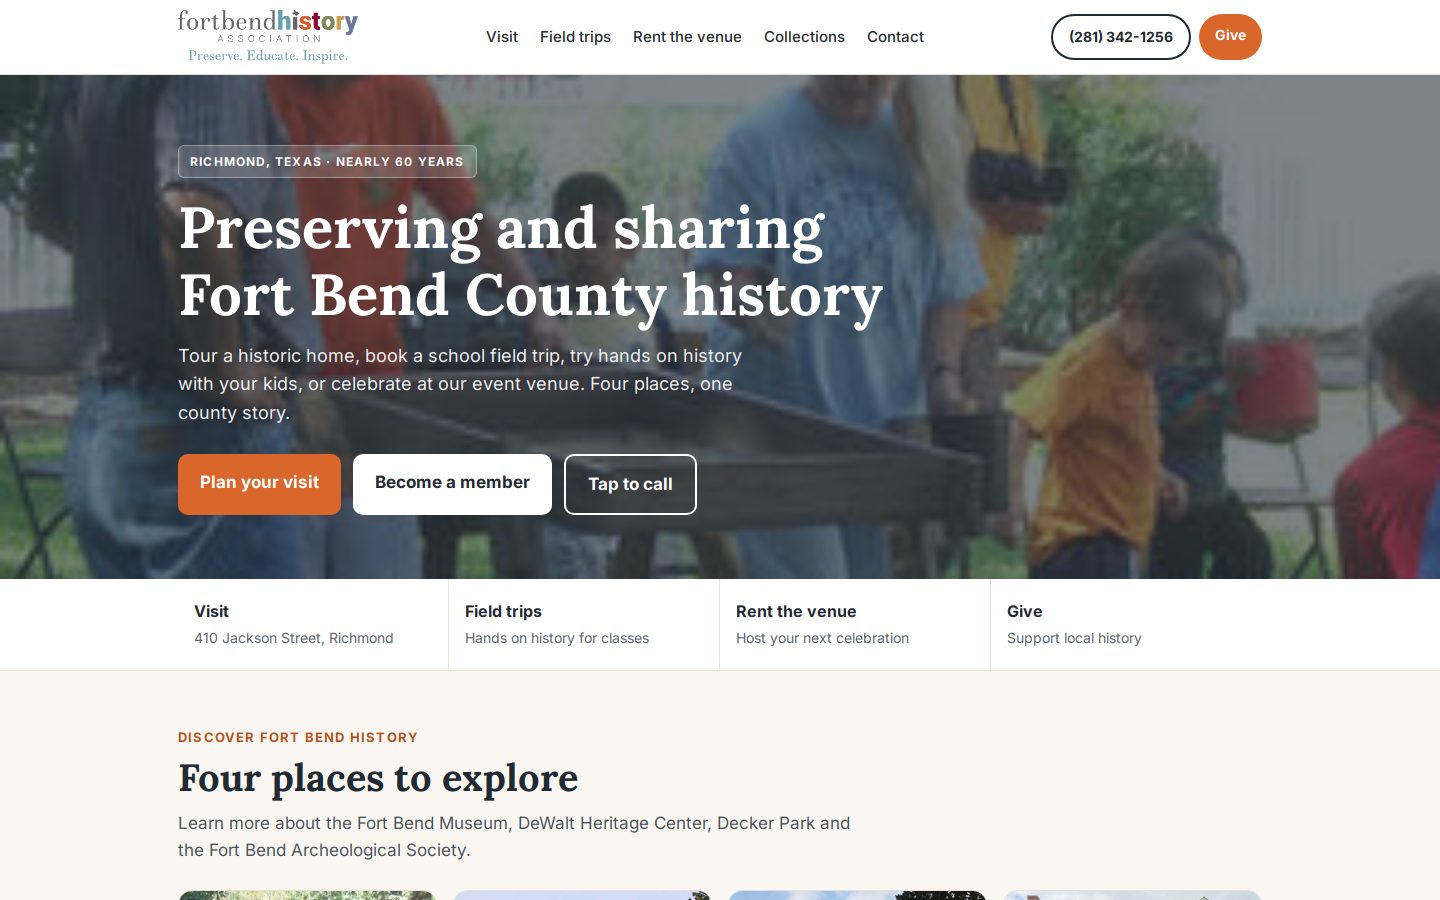 fortbendhistory
ASSOCIATION
Preserve. Educate. Inspire.
Visit
Field trips
Rent the venue
Collections
Contact
(281) 342-1256
Give
RICHMOND, TEXAS · NEARLY 60 YEARS
Preserving and sharing
Fort Bend County history
Tour a historic home, book a school field trip, try hands on history
with your kids, or celebrate at our event venue. Four places, one
county story.
Plan your visit
Become a member
Tap to call
Visit
410 Jackson Street, Richmond
Field trips
Hands on history for classes
Rent the venue
Host your next celebration
Give
Support local history
DISCOVER FORT BEND HISTORY
Four places to explore
Learn more about the Fort Bend Museum, DeWalt Heritage Center, Decker Park and
the Fort Bend Archeological Society.